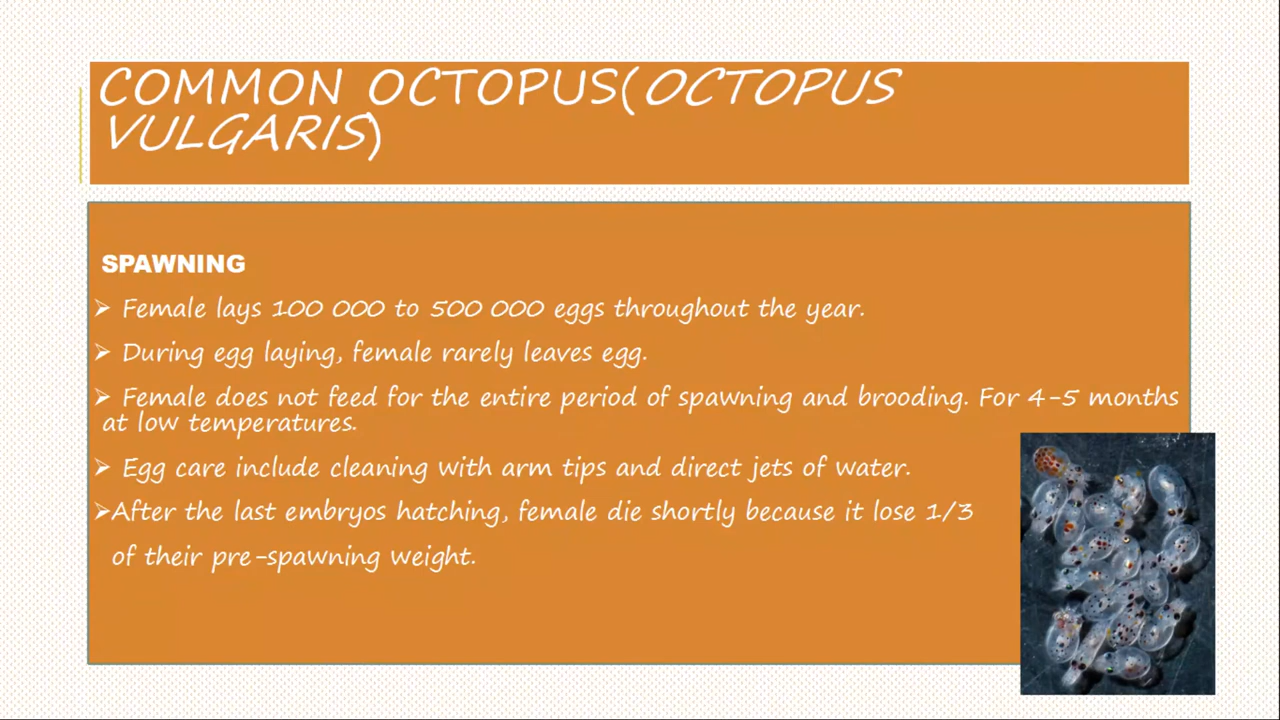 COMMON OCTOPUS(OCTOPUS
VULGARIS)
SPAWNING
➢ Female lays 100 000 to 500 000 eggs throughout the year.
➢ During egg laying, female rarely leaves egg.
➢ Female does not feed for the entire period of spawning and brooding. For 4-5 months
at low temperatures.
➢ Egg care include cleaning with arm tips and direct jets of water.
➢After the last embryos hatching, female die shortly because it lose 1/3
of their pre-spawning weight.